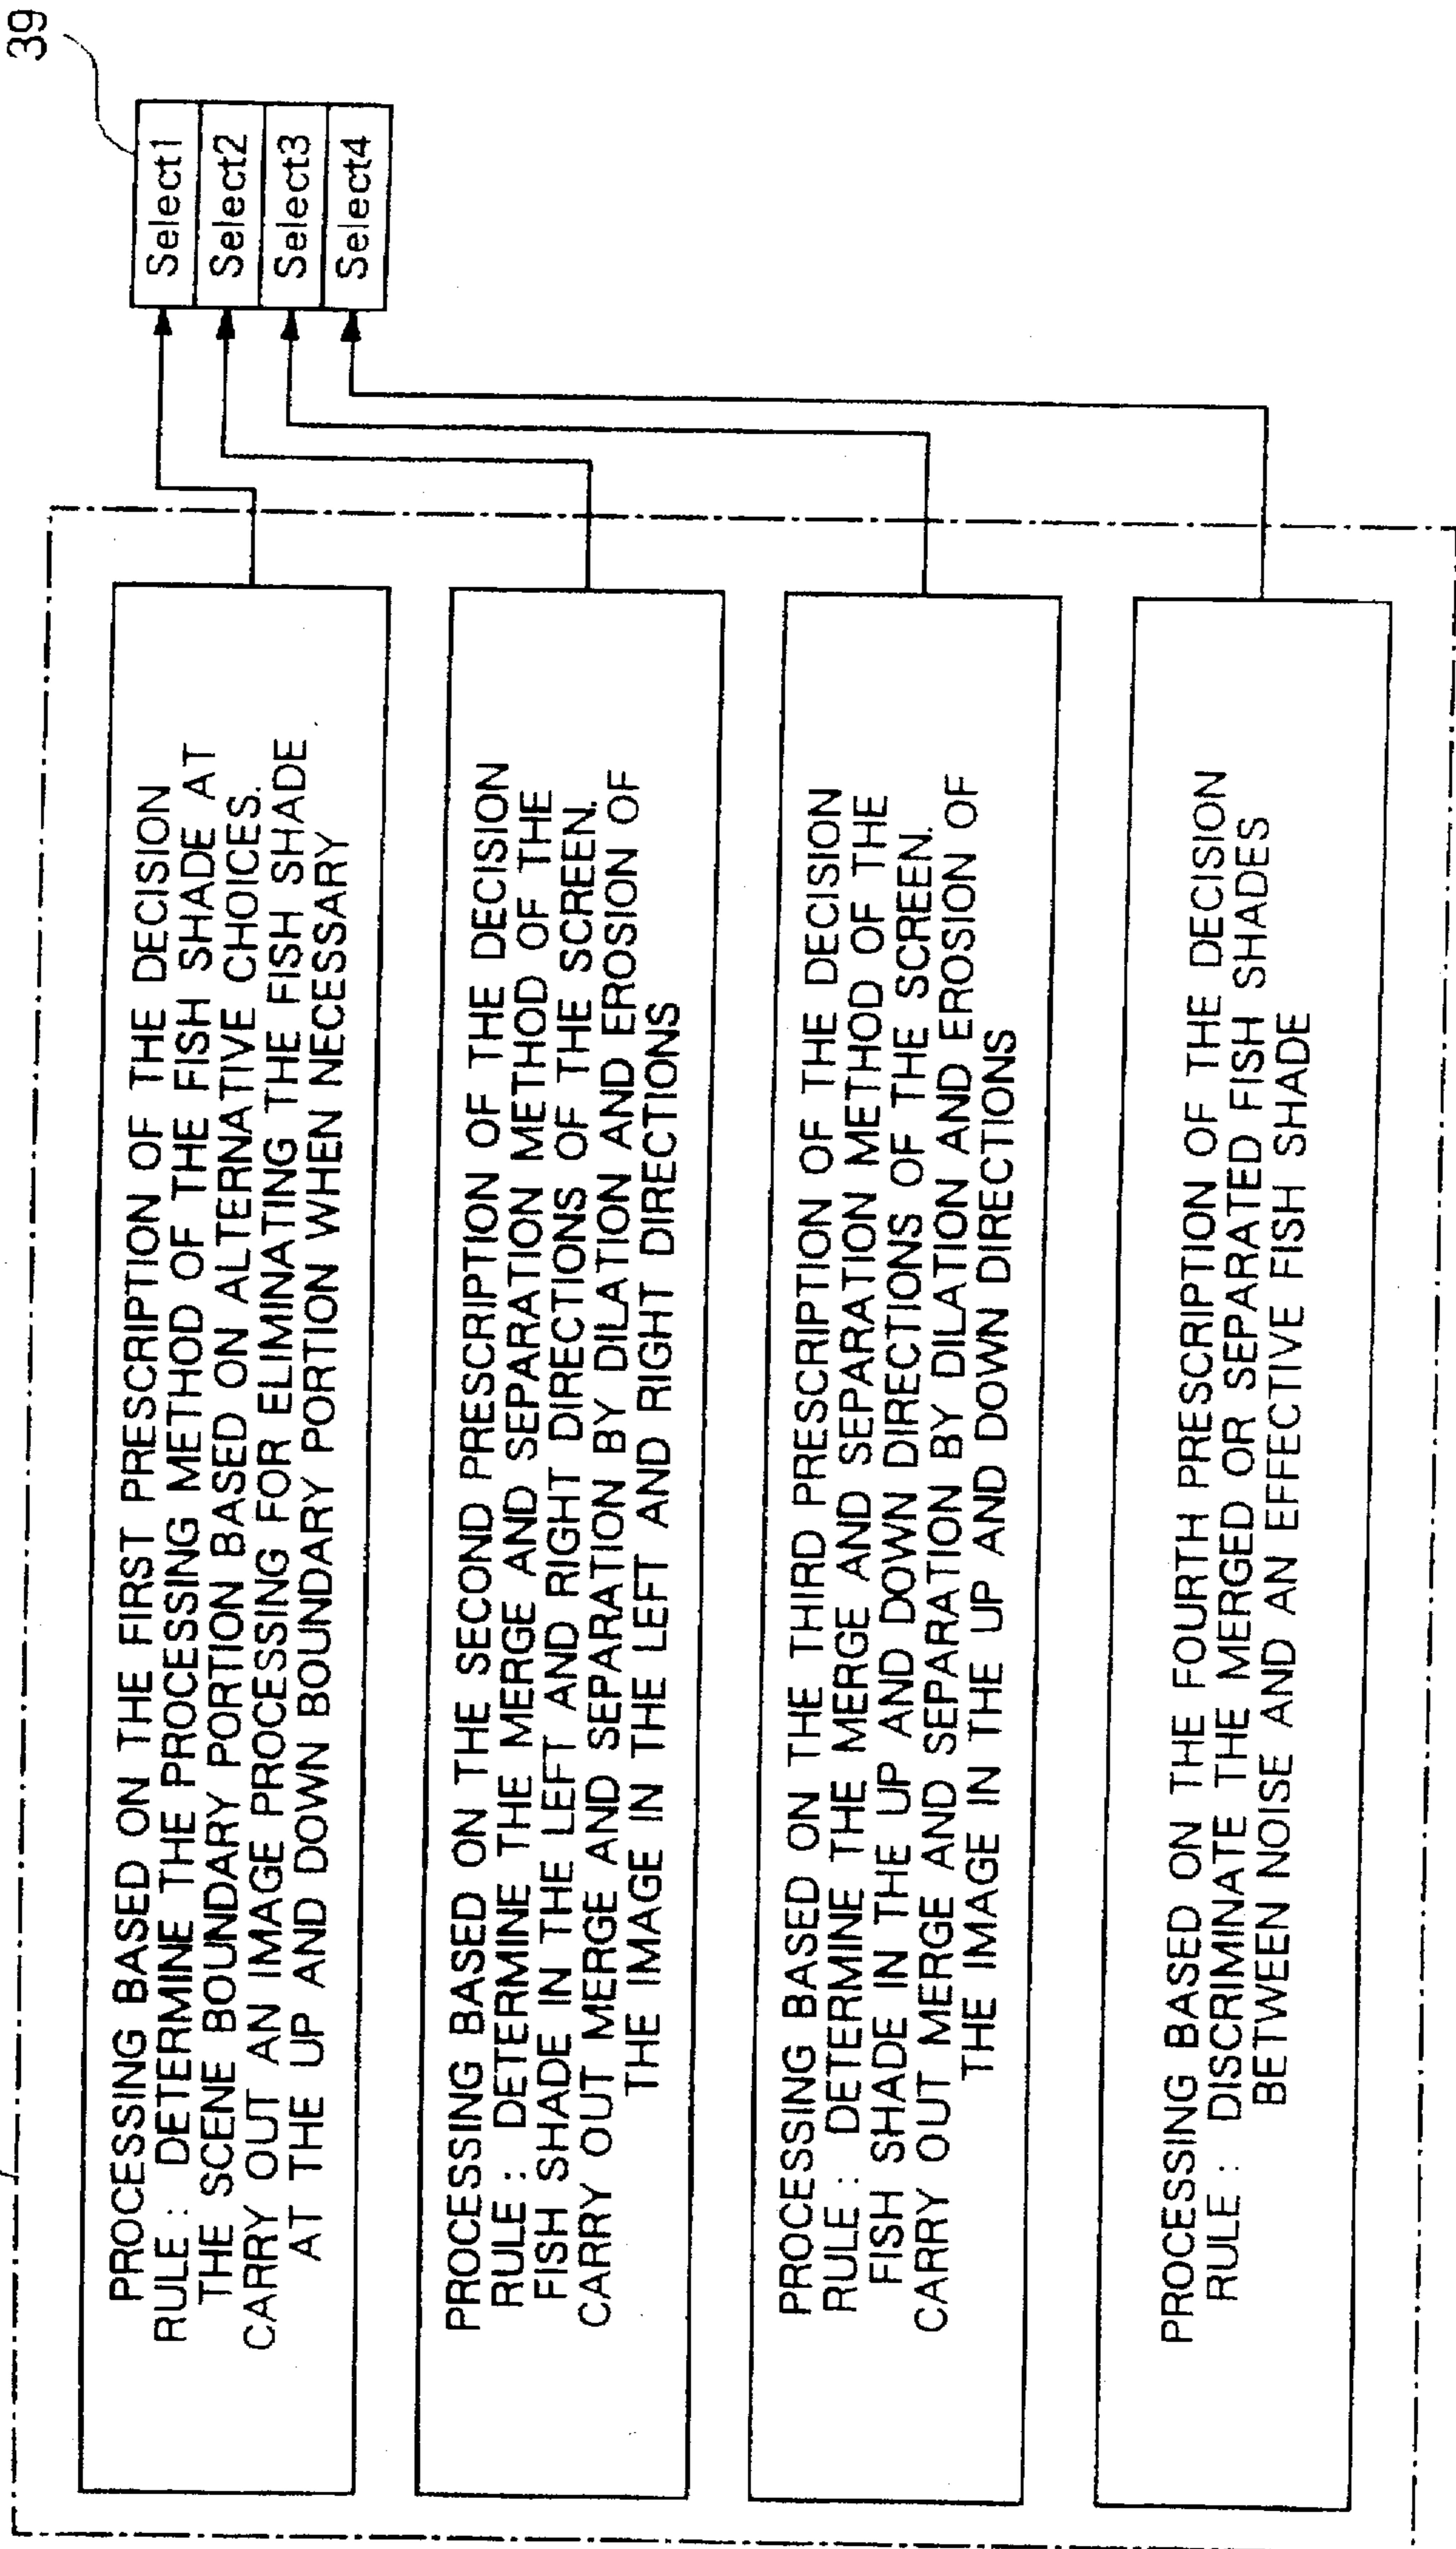 39
Select1
Select2
Select3
Select4
PROCESSING BASED ON THE FIRST PRESCRIPTION OF THE DECISION
RULE : DETERMINE THE PROCESSING METHOD OF THE FISH SHADE AT
THE SCENE BOUNDARY PORTION BASED ON ALTERNATIVE CHOICES.
CARRY OUT AN IMAGE PROCESSING FOR ELIMINATING THE FISH SHADE
AT THE UP AND DOWN BOUNDARY PORTION WHEN NECESSARY
PROCESSING BASED ON THE SECOND PRESCRIPTION OF THE DECISION
RULE : DETERMINE THE MERGE AND SEPARATION METHOD OF THE
FISH SHADE IN THE LEFT AND RIGHT DIRECTIONS OF THE SCREEN.
CARRY OUT MERGE AND SEPARATION BY DILATION AND EROSION OF
THE IMAGE IN THE LEFT AND RIGHT DIRECTIONS
PROCESSING BASED ON THE THIRD PRESCRIPTION OF THE DECISION
RULE : DETERMINE THE MERGE AND SEPARATION METHOD OF THE
FISH SHADE IN THE UP AND DOWN DIRECTIONS OF THE SCREEN.
CARRY OUT MERGE AND SEPARATION BY DILATION AND EROSION OF
THE IMAGE IN THE UP AND DOWN DIRECTIONS
PROCESSING BASED ON THE FOURTH PRESCRIPTION OF THE DECISION
RULE : DISCRIMINATE THE MERGED OR SEPARATED FISH SHADES
BETWEEN NOISE AND AN EFFECTIVE FISH SHADE